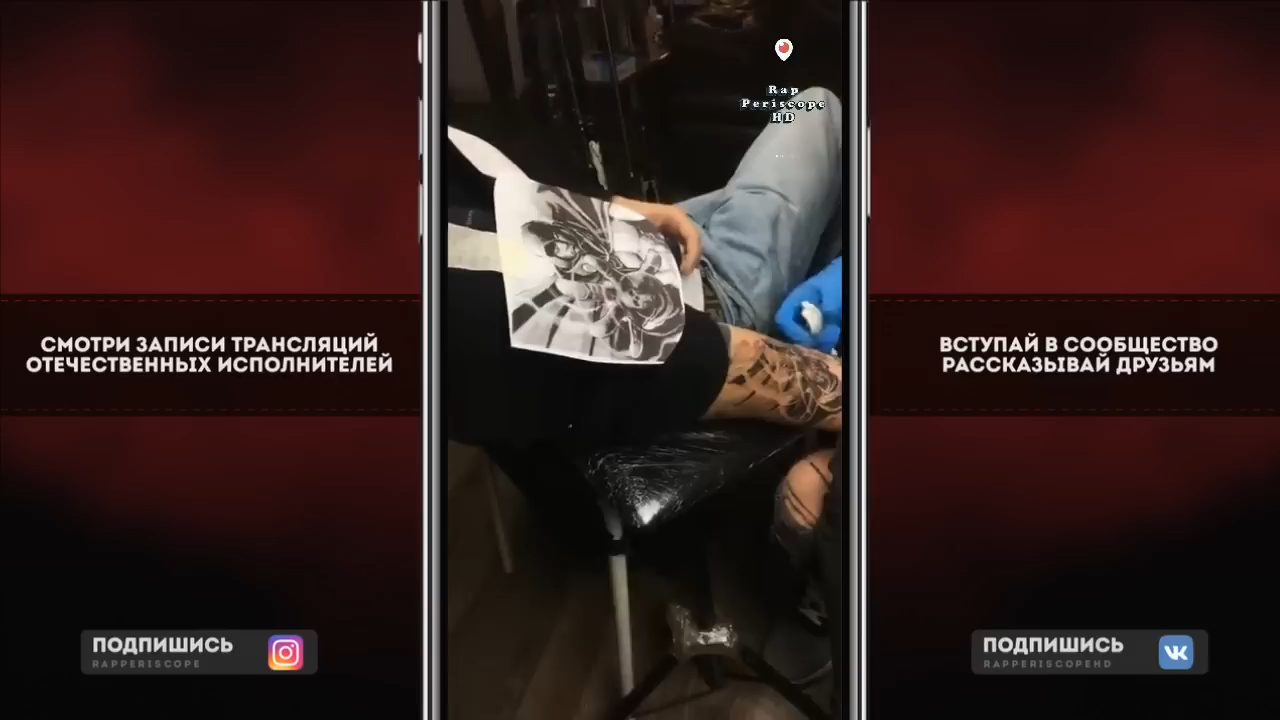 Rap
Periscope
HD
СМОТРИ ЗАПИСИ ТРАНСЛЯЦИЙ
ОТЕЧЕСТВЕННЫХ ИСПОЛНИТЕЛЕЙ
ВСТУПАЙ В СООБЩЕСТВО
РАССКАЗЫВАЙ ДРУЗЬЯМ
ПОДПИШИСЬ
RAPPERISCOPE
ПОДПИШИСЬ
RAPPERISCOPEHD